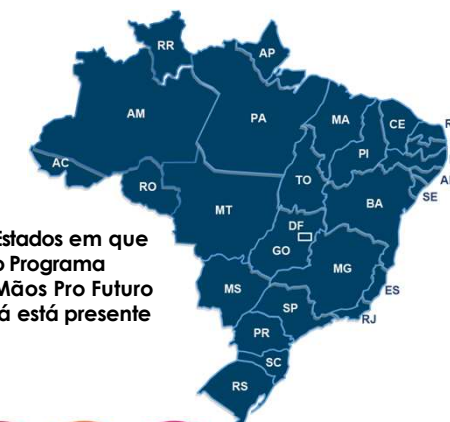 RR
AP
AM
PA
MA
CE
PI
AC
RO
TO
SE
BA
MT
DF
GO
MG
MS
ES
SP
RJ
PR
SC
RS
Estados em que
o Programa
Mãos Pro Futuro
á está presente